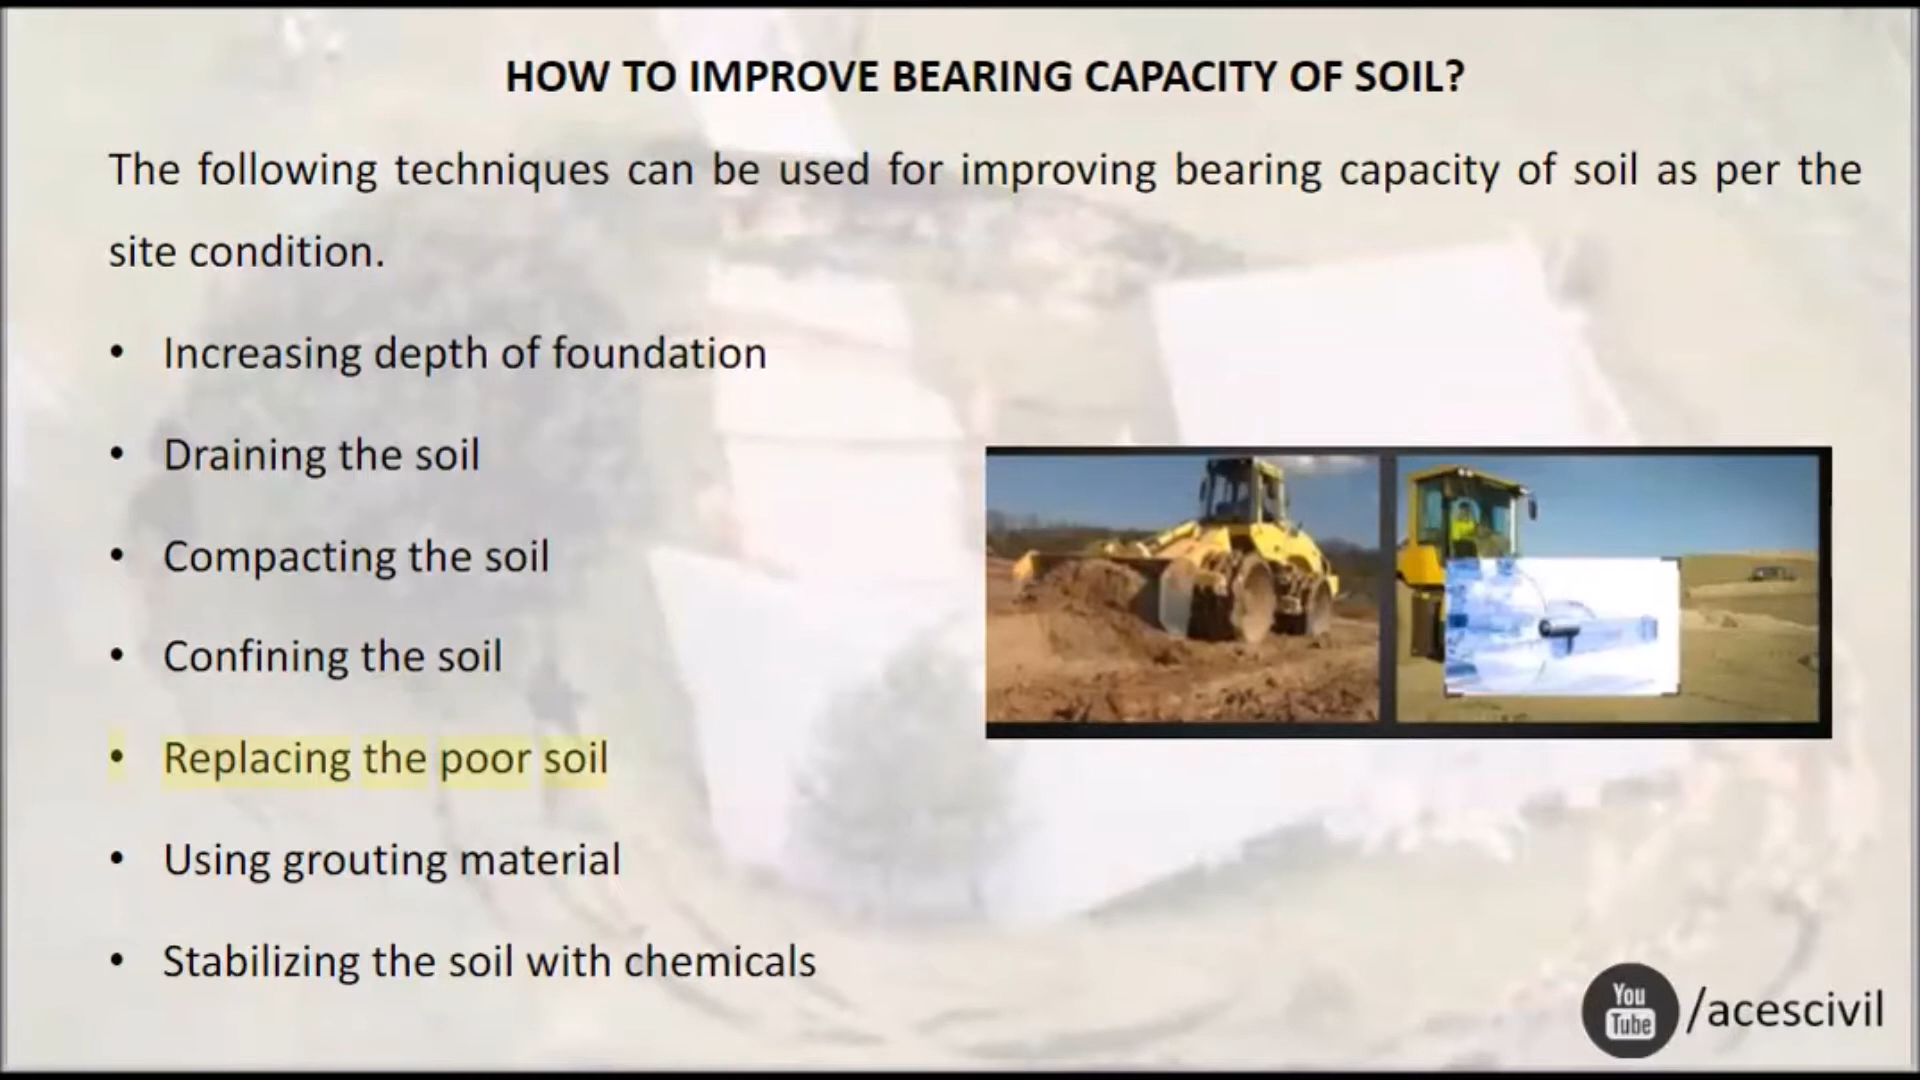 HOW TO IMPROVE BEARING CAPACITY OF SOIL?
The following techniques can be used for improving bearing capacity of soil as per the
site condition.
• Increasing depth of foundation
• Draining the soil
• Compacting the soil
• Confining the soil
• Replacing the poor soil
• Using grouting material
• Stabilizing the soil with chemicals
You
Tube
/acescivil